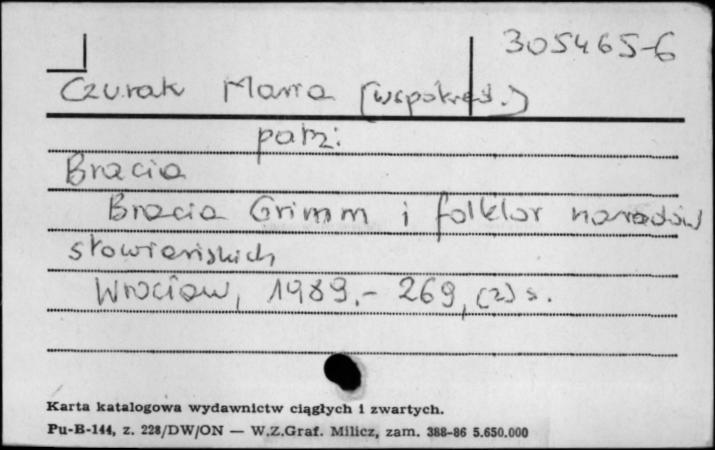 305465-6
Czurak Maria (współred.)
patrz:
Bracia
Bracia Grimm i folklor narodów
słowiańskich
Wrocław, 1989.- 269, (2) s.
Karta katalogowa wydawnictw ciągłych i zwartych.
Pu-B-144, z. 228/DW/ON — W.Z.Graf. Milicz, zam. 388-86 5.650.000